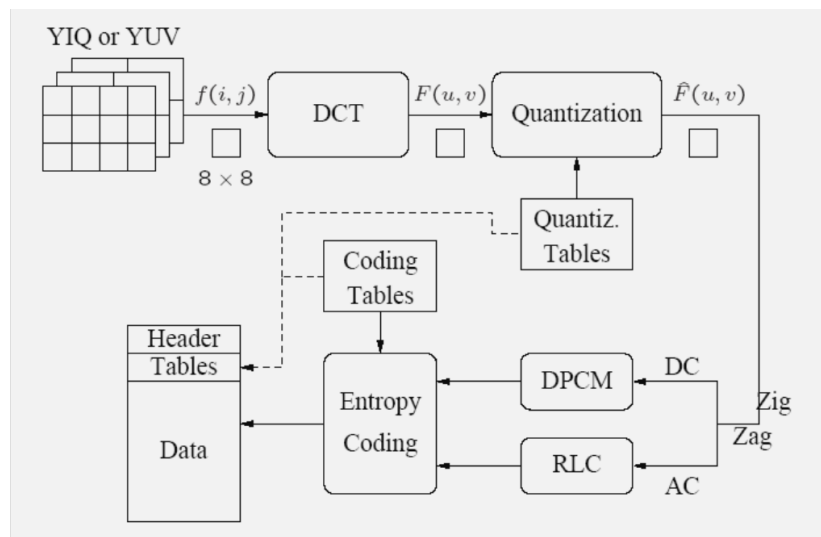 YIQ or YUV
f(i, j)
8 × 8
DCT
F(u, v)
Quantization
F̂(u, v)
Quantiz.
Tables
Coding
Tables
Header
Tables
Data
Entropy
Coding
DPCM
RLC
DC
AC
Zig
Zag